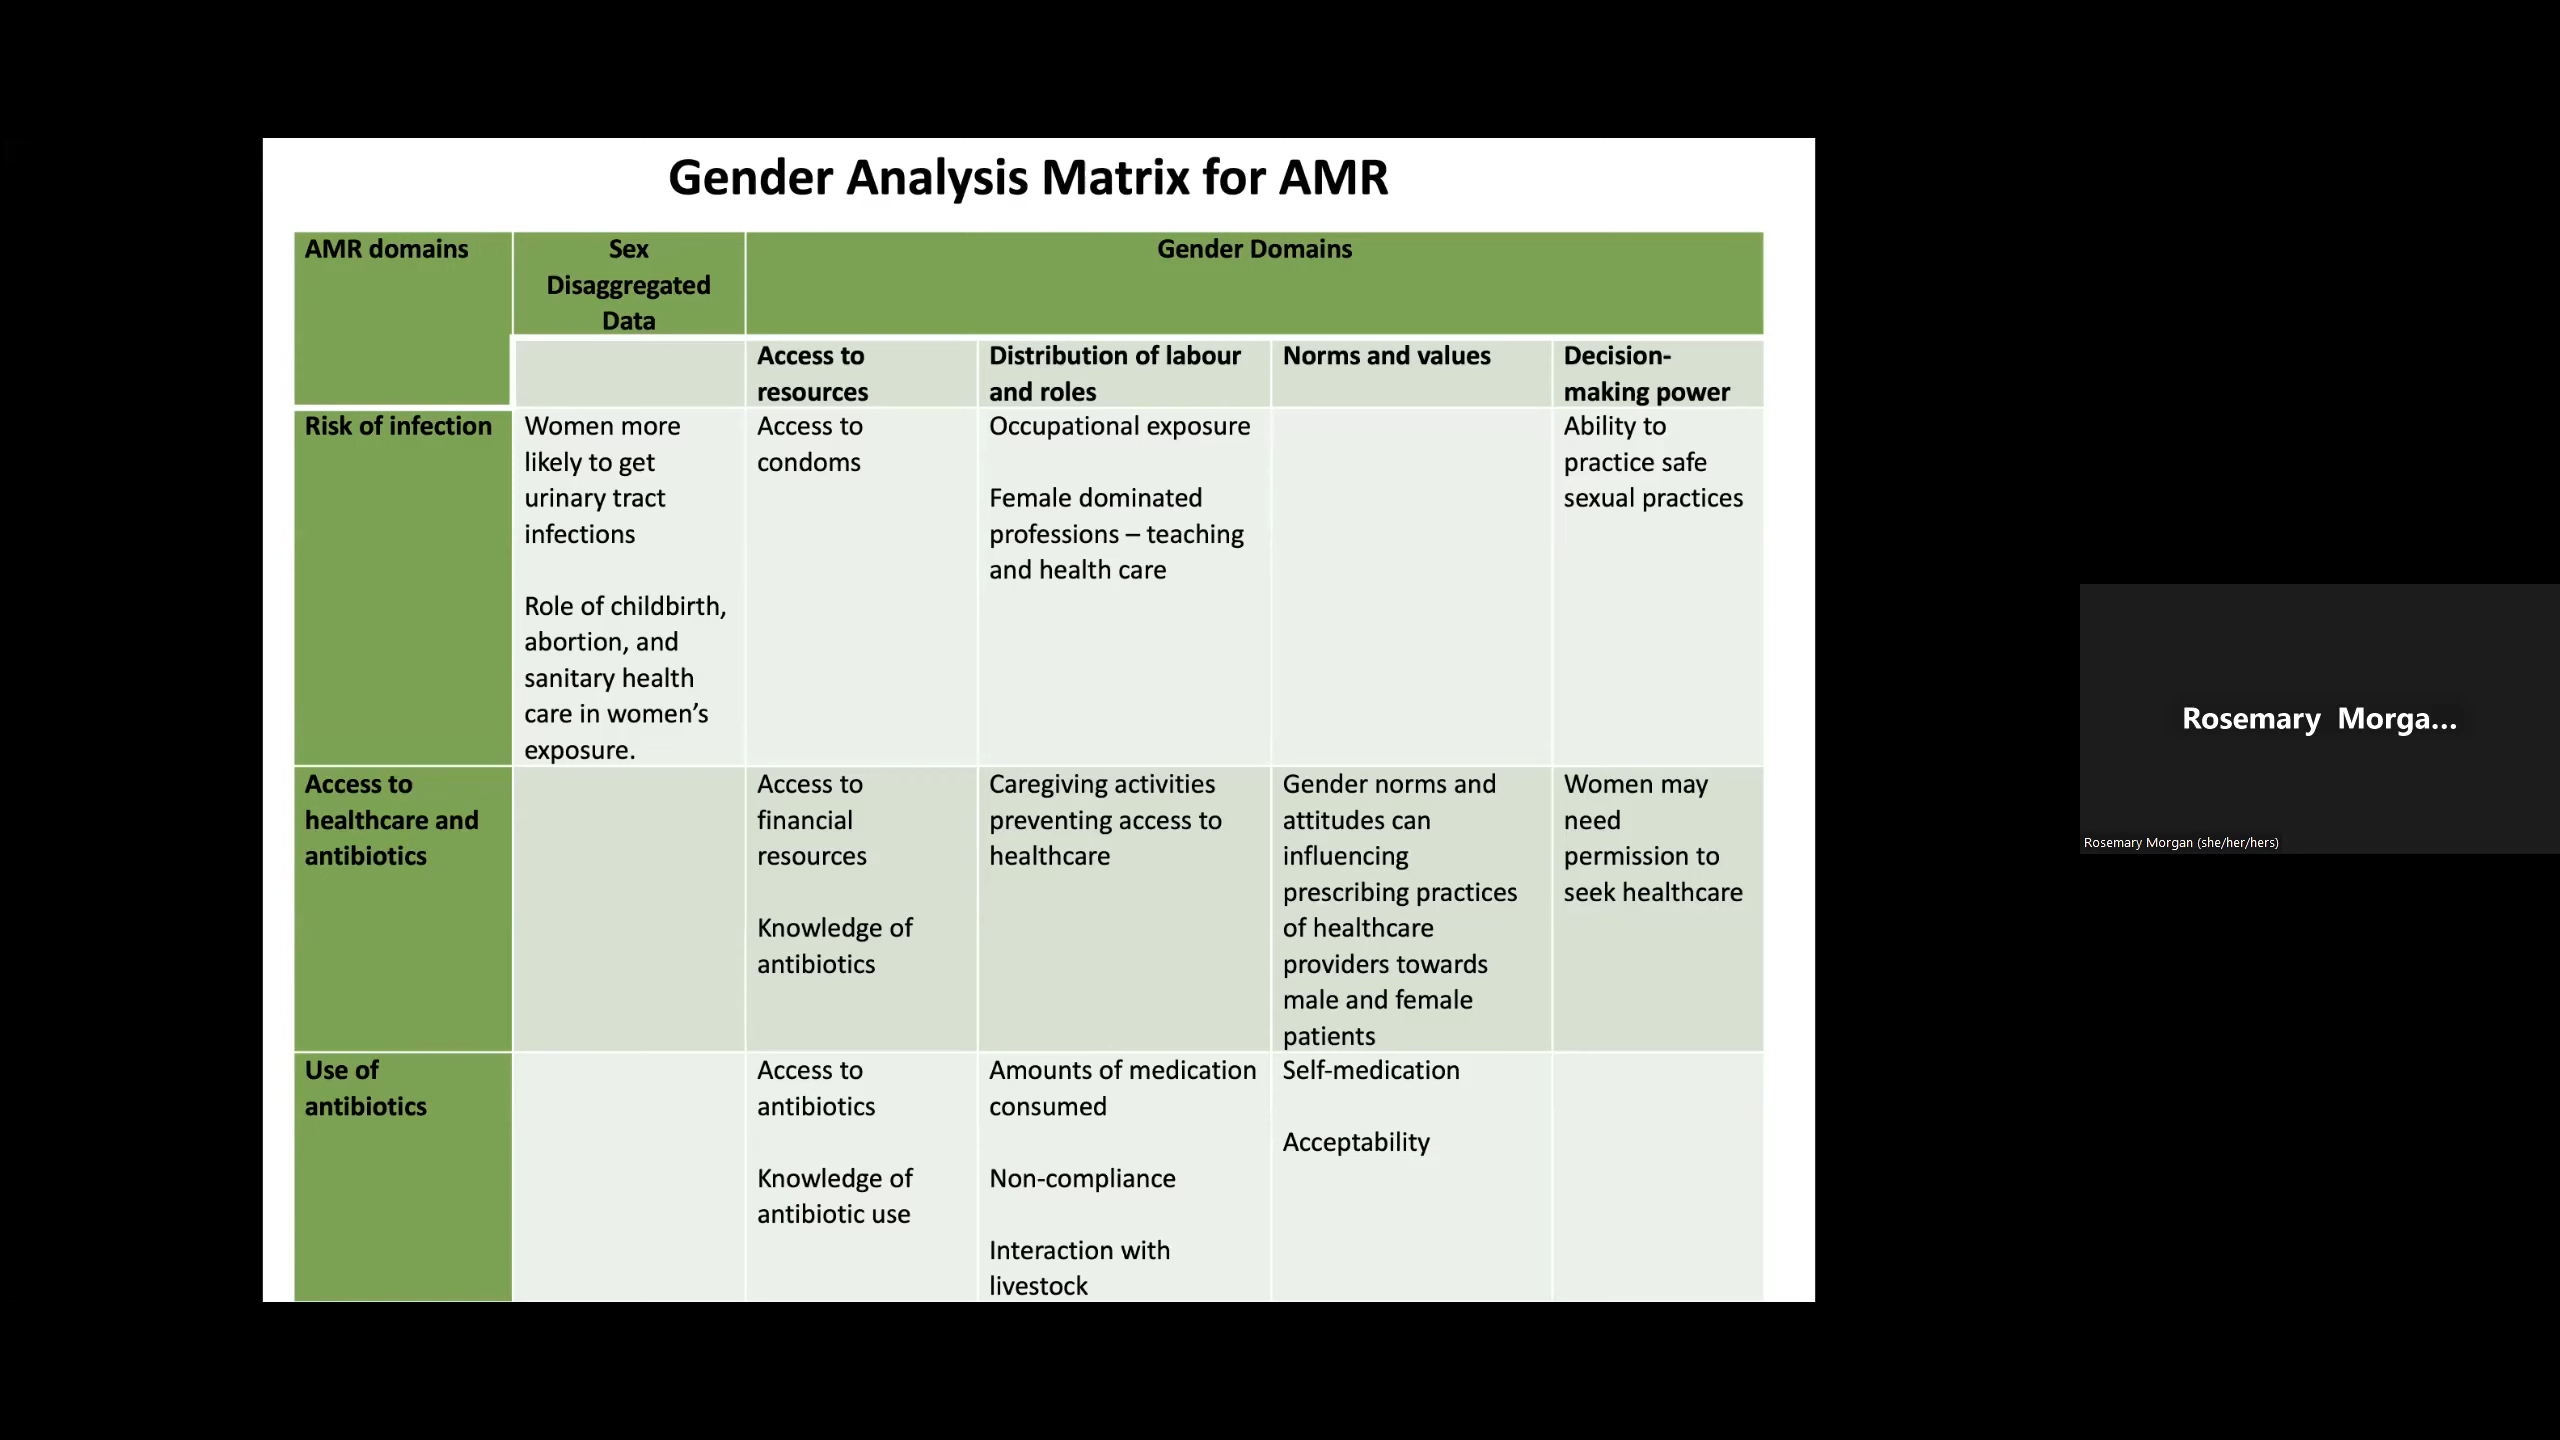 Gender Analysis Matrix for AMR
AMR domains
Sex
Disaggregated
Data
Gender Domains
Access to
resources
Distribution of labour
and roles
Norms and values
Decision-
making power
Risk of infection
Women more
likely to get
urinary tract
infections
Role of childbirth,
abortion, and
sanitary health
care in women’s
exposure.
Access to
condoms
Occupational exposure
Female dominated
professions – teaching
and health care
Ability to
practice safe
sexual practices
Access to
healthcare and
antibiotics
Access to
financial
resources
Knowledge of
antibiotics
Caregiving activities
preventing access to
healthcare
Gender norms and
attitudes can
influencing
prescribing practices
of healthcare
providers towards
male and female
patients
Women may
need
permission to
seek healthcare
Use of
antibiotics
Access to
antibiotics
Knowledge of
antibiotic use
Amounts of medication
consumed
Non-compliance
Interaction with
livestock
Self-medication
Acceptability
Rosemary Morga...
Rosemary Morgan (she/her/hers)